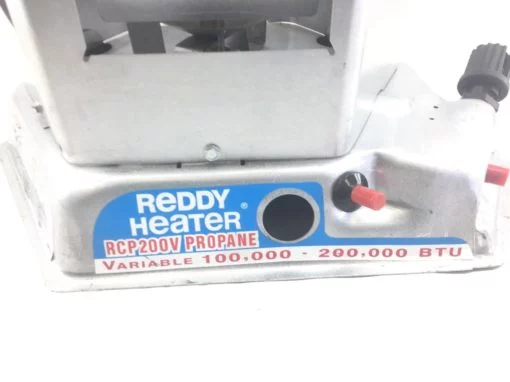 REDDY
HEATER®
RCP200V PROPANE
VARIABLE 100,000 - 200,000 BTU